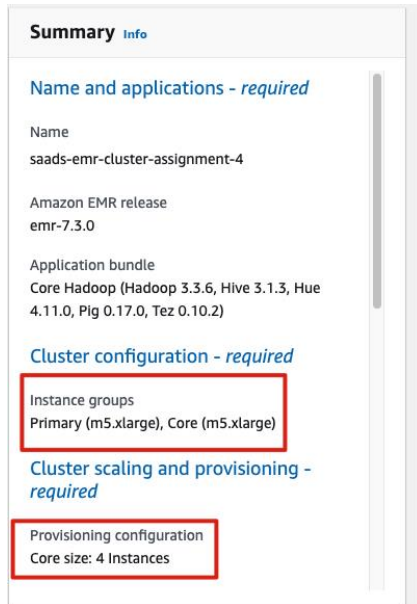 Summary Info
Name and applications - required
Name
saads-emr-cluster-assignment-4
Amazon EMR release
emr-7.3.0
Application bundle
Core Hadoop (Hadoop 3.3.6, Hive 3.1.3, Hue
4.11.0, Pig 0.17.0, Tez 0.10.2)
Cluster configuration - required
Instance groups
Primary (m5.xlarge), Core (m5.xlarge)
Cluster scaling and provisioning -
required
Provisioning configuration
Core size: 4 Instances